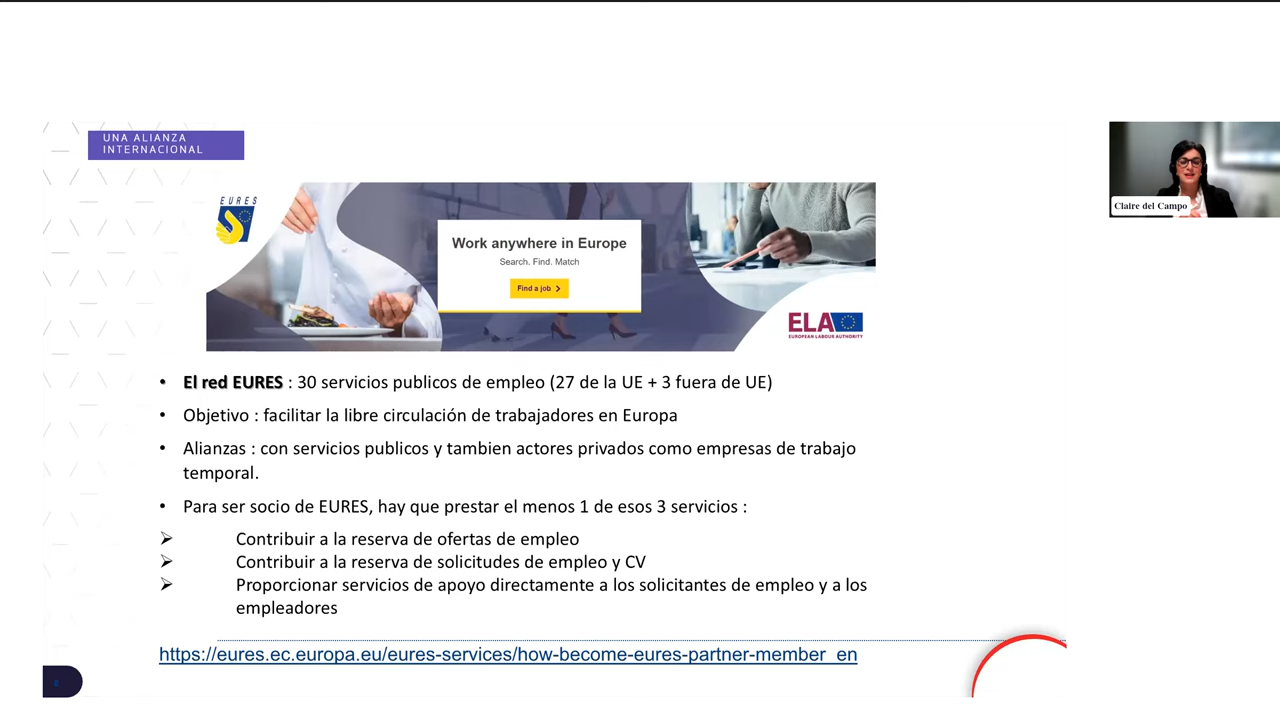 UNA ALIANZA
INTERNACIONAL
EURES
Work anywhere in Europe
Search. Find. Match
Find a job
ELA
EUROPEAN LABOUR AUTHORITY
Claire del Campo
• El red EURES : 30 servicios publicos de empleo (27 de la UE + 3 fuera de UE)
• Objetivo : facilitar la libre circulación de trabajadores en Europa
• Alianzas : con servicios publicos y tambien actores privados como empresas de trabajo
temporal.
• Para ser socio de EURES, hay que prestar el menos 1 de esos 3 servicios :
➢ Contribuir a la reserva de ofertas de empleo
➢ Contribuir a la reserva de solicitudes de empleo y CV
➢ Proporcionar servicios de apoyo directamente a los solicitantes de empleo y a los
empleadores
https://eures.ec.europa.eu/eures-services/how-become-eures-partner-member_en